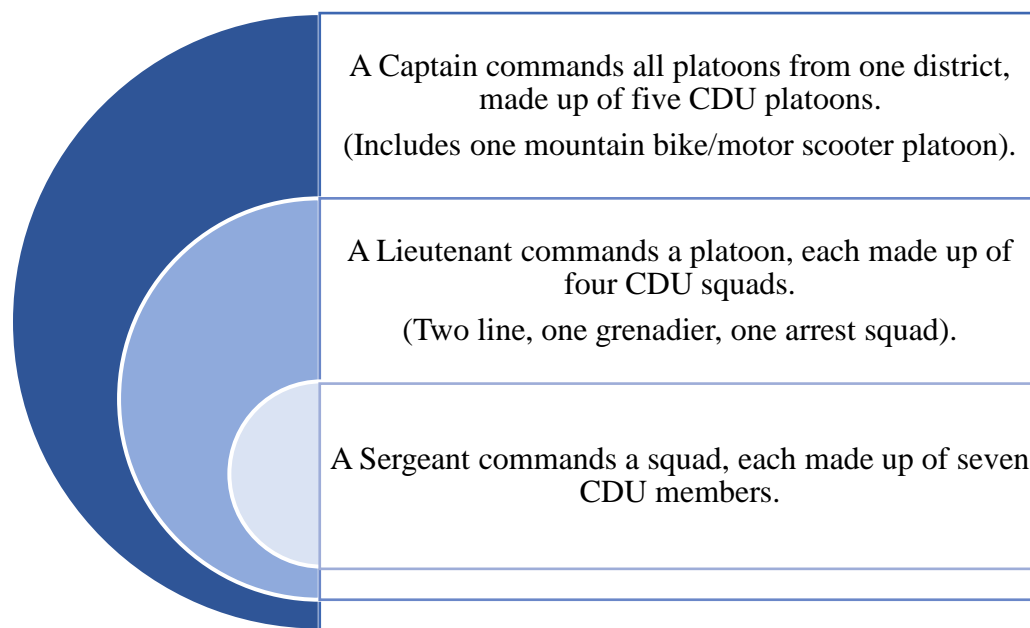 A Captain commands all platoons from one district,
made up of five CDU platoons.
(Includes one mountain bike/motor scooter platoon).
A Lieutenant commands a platoon, each made up of
four CDU squads.
(Two line, one grenadier, one arrest squad).
A Sergeant commands a squad, each made up of seven
CDU members.